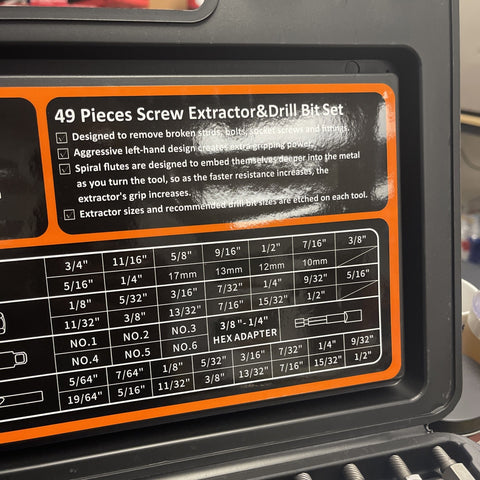 49 Pieces Screw Extractor&Drill Bit Set
Designed to remove broken studs, bolts, socket screws and fittings.
Aggressive left-hand design creates extra gripping power.
Spiral flutes are designed to embed themselves deeper into the metal
as you turn the tool, so as the faster resistance increases, the
extractor's grip increases.
Extractor sizes and recommended drill bit sizes are etched on each tool.
3/4" 11/16" 5/8" 9/16" 1/2" 7/16" 3/8"
5/16" 1/4" 17mm 13mm 12mm 10mm
1/8" 5/32" 3/16" 7/32" 1/4" 9/32" 5/16"
11/32" 3/8" 13/32" 7/16" 15/32" 1/2"
NO.1 NO.2 NO.3 3/8"-1/4"
NO.4 NO.5 NO.6 HEX ADAPTER
5/64" 7/64" 1/8" 5/32" 3/16" 7/32" 1/4" 9/32"
19/64" 5/16" 11/32" 3/8" 13/32" 7/16" 15/32" 1/2"